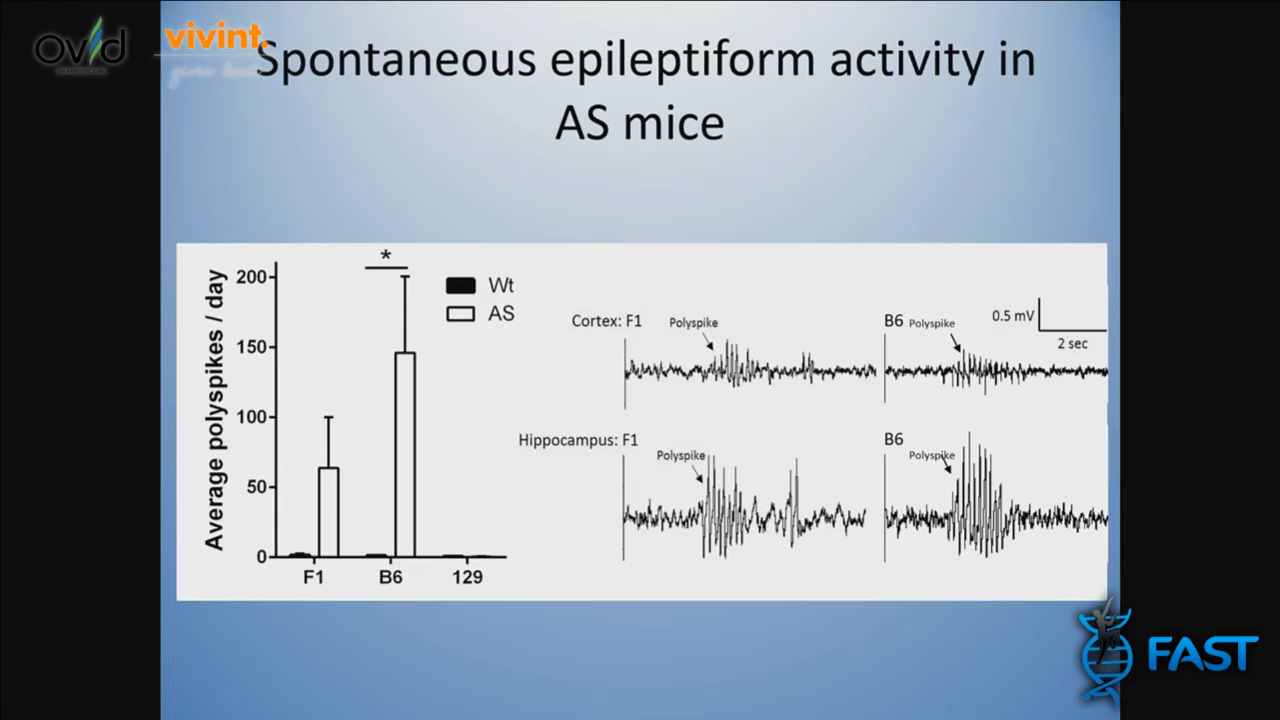 ovid
vivint.
Spontaneous epileptiform activity in
AS mice
Average polyspikes / day
200
150
100
50
0
*
F1
B6
129
Wt
AS
Cortex: F1
Polyspike
B6
Polyspike
0.5 mV
2 sec
Hippocampus: F1
Polyspike
B6
Polyspike
FAST